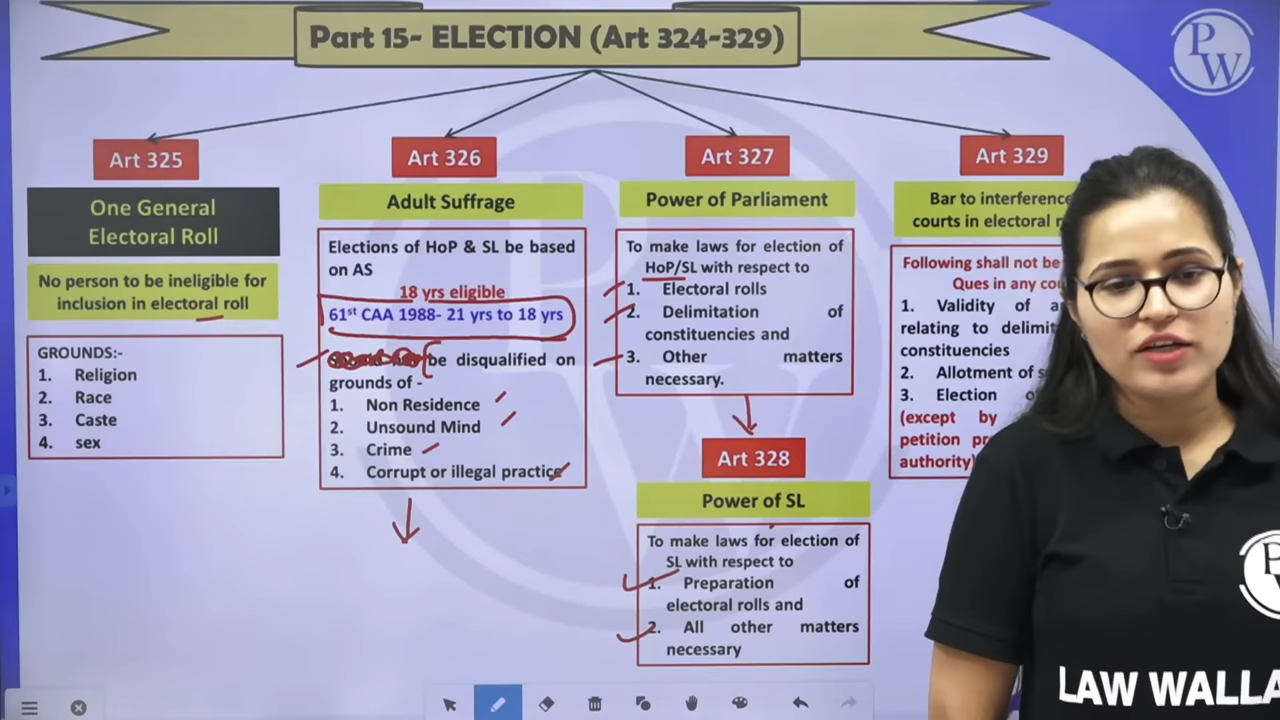 Part 15- ELECTION (Art 324-329)
PW
Art 325
One General
Electoral Roll
No person to be ineligible for
inclusion in electoral roll
GROUNDS:-
1. Religion
2. Race
3. Caste
4. sex
Art 326
Adult Suffrage
Elections of HoP & SL be based
on AS
18 yrs eligible
61st CAA 1988- 21 yrs to 18 yrs
be disqualified on
grounds of -
1. Non Residence
2. Unsound Mind
3. Crime
4. Corrupt or illegal practice
Art 327
Power of Parliament
To make laws for election of
HoP/SL with respect to
1. Electoral rolls
2. Delimitation of
constituencies and
3. Other matters
necessary.
Art 328
Power of SL
To make laws for election of
SL with respect to
1. Preparation of
electoral rolls and
2. All other matters
necessary
Art 329
Bar to interference
courts in electoral
Following shall not be
Ques in any
1. Validity of
relating to
constituencies
2. Allotment of
3. Election
(except by
petition
authority)
PW
LAW WALLA